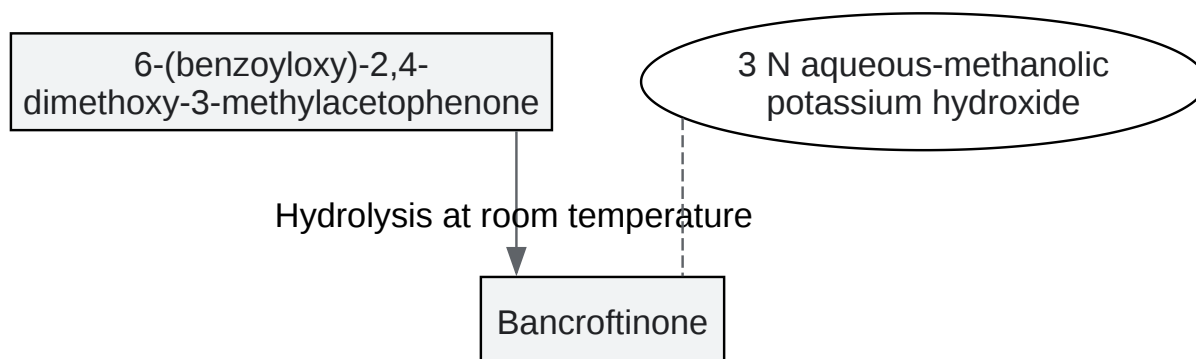 6-(benzoyloxy)-2,4-
dimethoxy-3-methylacetophenone
3 N aqueous-methanolic
potassium hydroxide
Hydrolysis at room temperature
Bancroftinone